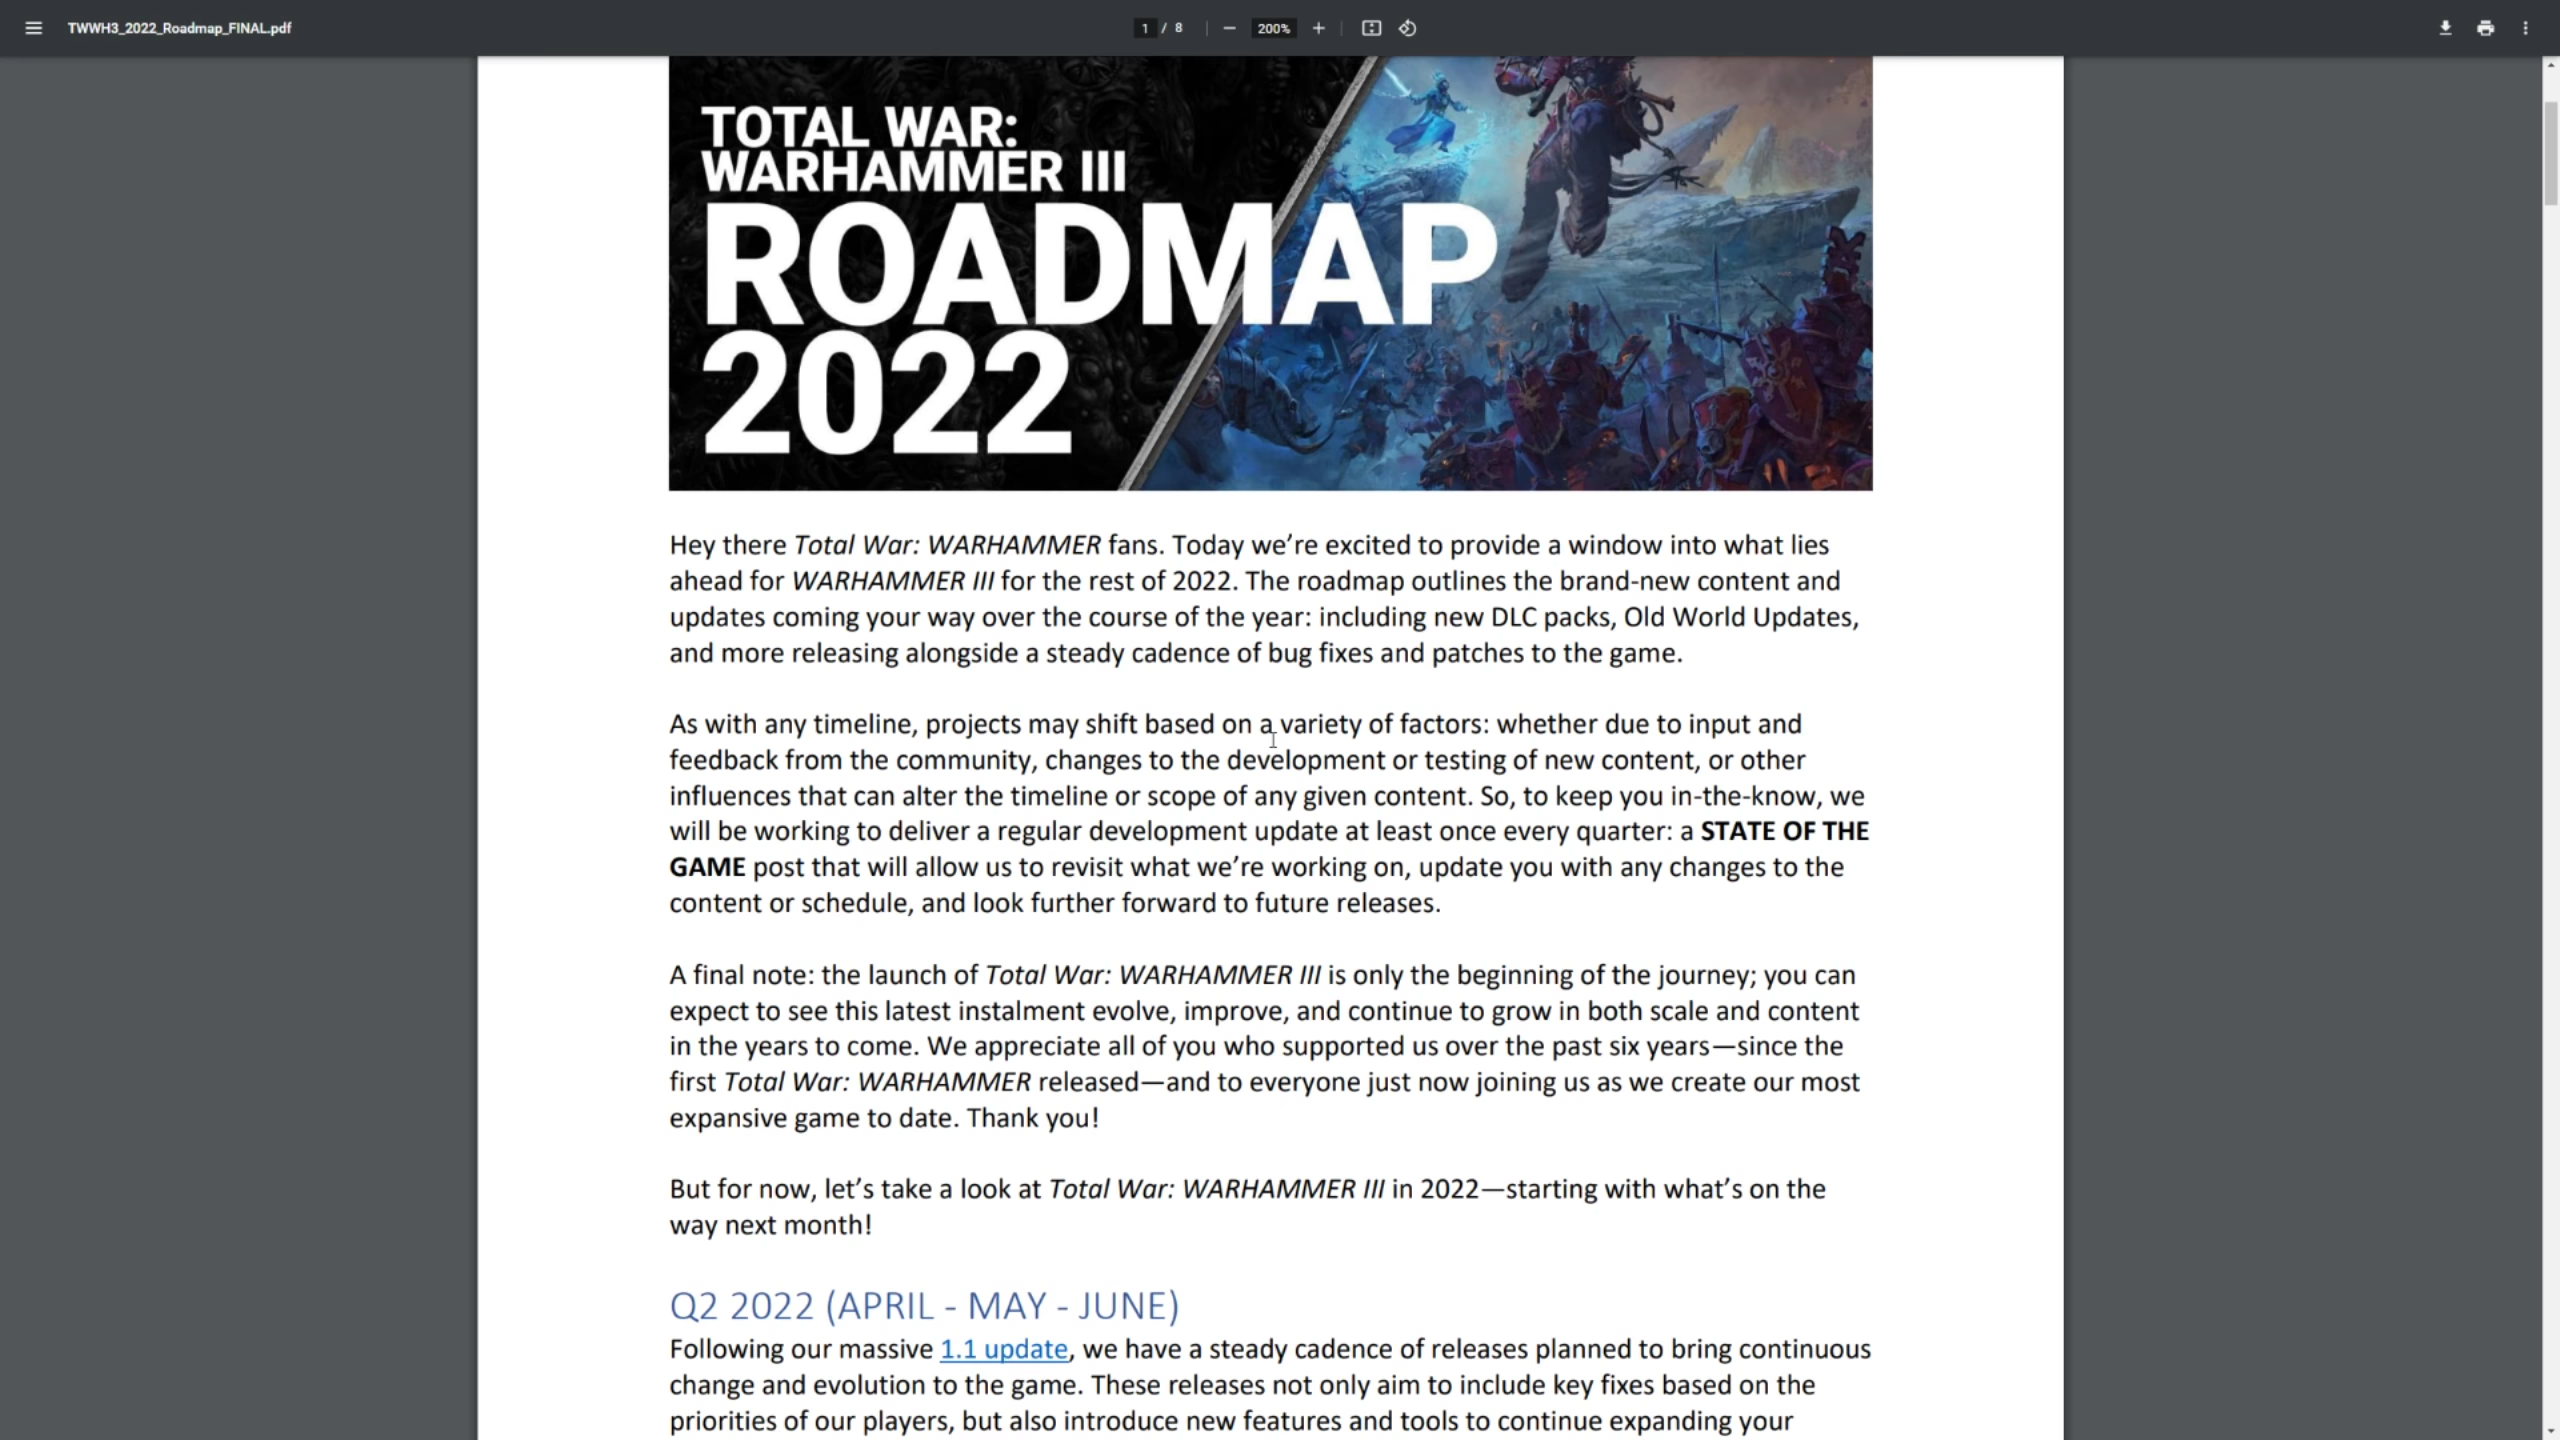 TWWH3_2022_Roadmap_FINAL.pdf
1 / 8
200%
TOTAL WAR:
WARHAMMER III
ROADMAP
2022
Hey there Total War: WARHAMMER fans. Today we’re excited to provide a window into what lies
ahead for WARHAMMER III for the rest of 2022. The roadmap outlines the brand-new content and
updates coming your way over the course of the year: including new DLC packs, Old World Updates,
and more releasing alongside a steady cadence of bug fixes and patches to the game.
As with any timeline, projects may shift based on a variety of factors: whether due to input and
feedback from the community, changes to the development or testing of new content, or other
influences that can alter the timeline or scope of any given content. So, to keep you in-the-know, we
will be working to deliver a regular development update at least once every quarter: a STATE OF THE
GAME post that will allow us to revisit what we’re working on, update you with any changes to the
content or schedule, and look further forward to future releases.
A final note: the launch of Total War: WARHAMMER III is only the beginning of the journey; you can
expect to see this latest instalment evolve, improve, and continue to grow in both scale and content
in the years to come. We appreciate all of you who supported us over the past six years—since the
first Total War: WARHAMMER released—and to everyone just now joining us as we create our most
expansive game to date. Thank you!
But for now, let’s take a look at Total War: WARHAMMER III in 2022—starting with what’s on the
way next month!
Q2 2022 (APRIL - MAY - JUNE)
Following our massive 1.1 update, we have a steady cadence of releases planned to bring continuous
change and evolution to the game. These releases not only aim to include key fixes based on the
priorities of our players, but also introduce new features and tools to continue expanding your